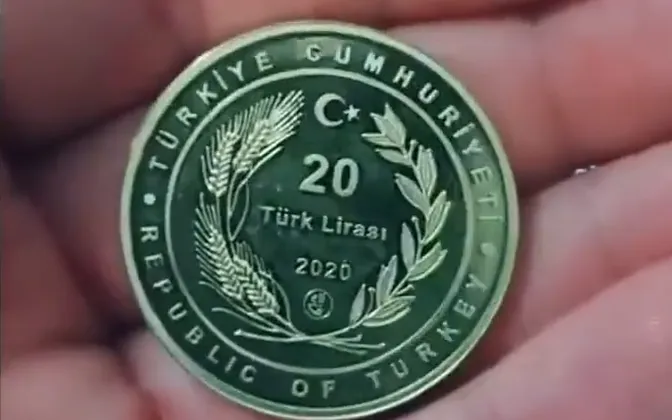 TÜRKİYE CUMHURİYETİ
20
Türk Lirası
2020
REPUBLIC OF TURKEY